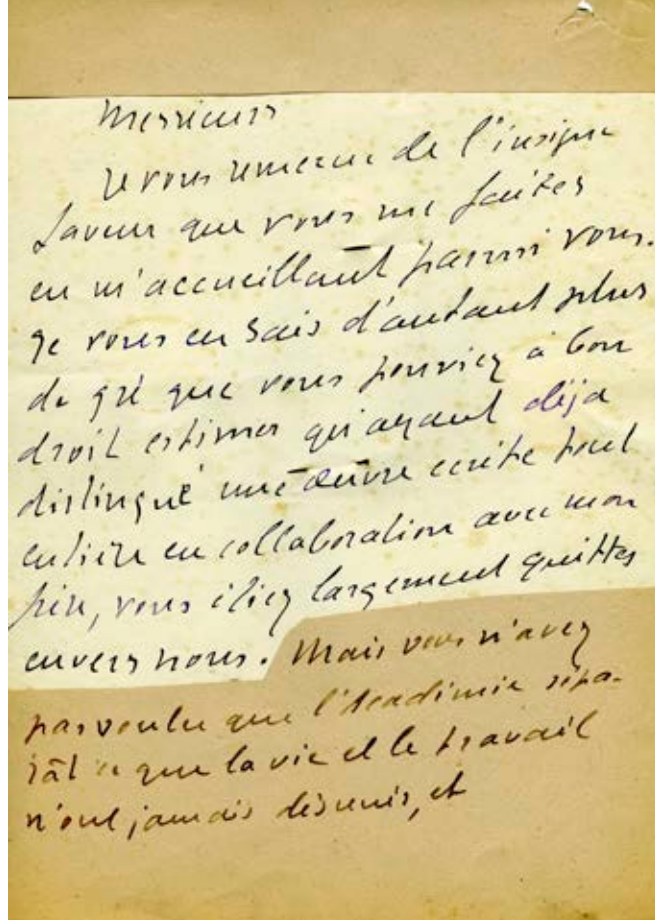 Messieurs
Je vous remercie de l'insigne
faveur que vous me faites
en m'accueillant parmi vous.
Je vous en sais d'autant plus
de gré que vous pouviez à bon
droit estimer qu'ayant déjà
distingué une œuvre écrite tout
entière en collaboration avec mon
frère, vous étiez largement quittes
envers nous. Mais vous n'avez
pas voulu que l'Académie sépa-
rât ce que la vie et le travail
n'ont jamais désunis, et